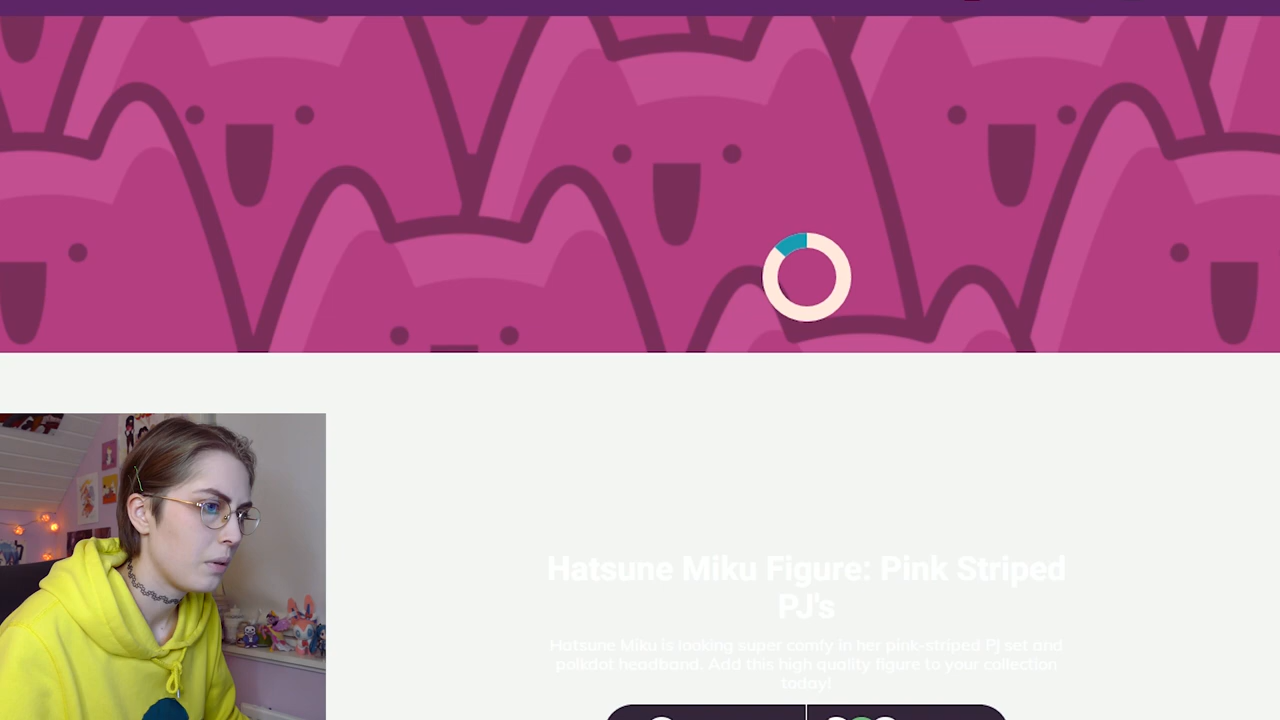 Hatsune Miku Figure: Pink Striped
PJ's
Hatsune Miku is looking super comfy in her pink-striped PJ set and
polkdot headband. Add this high quality figure to your collection
today!